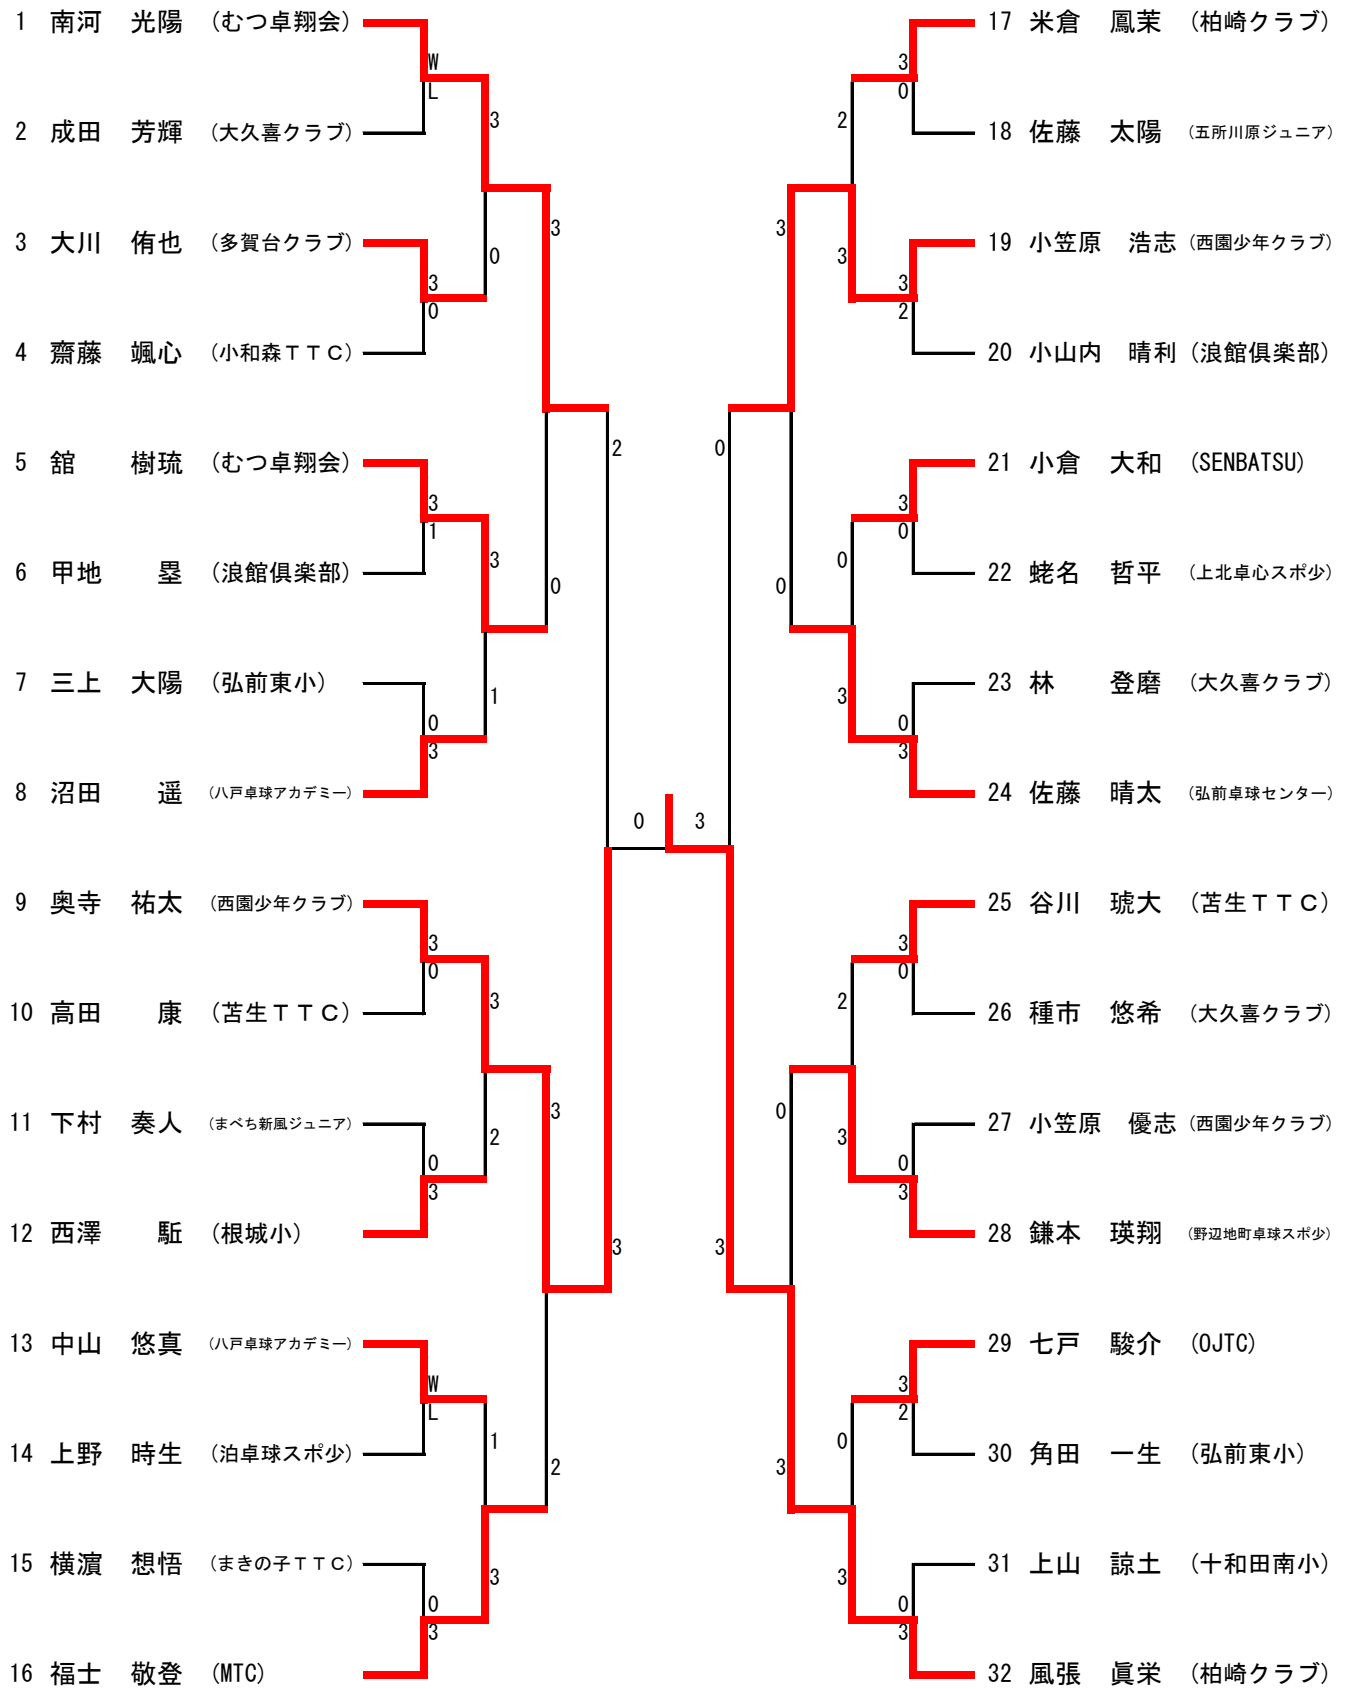 1 南河 光陽 (むつ卓翔会)
2 成田 芳輝 (大久喜クラブ)
3 大川 侑也 (多賀台クラブ)
4 齋藤 颯心 (小和森ＴＴＣ)
5 舘 樹琉 (むつ卓翔会)
6 甲地 塁 (浪館倶楽部)
7 三上 大陽 (弘前東小)
8 沼田 遥 (八戸卓球アカデミー)
9 奥寺 祐太 (西園少年クラブ)
10 高田 康 (苫生ＴＴＣ)
11 下村 奏人 (まべち新風ジュニア)
12 西澤 駈 (根城小)
13 中山 悠真 (八戸卓球アカデミー)
14 上野 時生 (泊卓球スポ少)
15 横濵 想悟 (まきの子ＴＴＣ)
16 福士 敬登 (MTC)
W
L
3
0
3
1
0
3
3
0
0
3
W
L
0
3
3
0
3
1
3
2
1
3
3
0
3
2
2
3
0 3
0
3
3
0
0
3
2
3
0
3
2
3
0
3
3
0
3
2
3
0
0
3
3
0
0
3
3
2
0
3
17 米倉 鳳茉 (柏崎クラブ)
18 佐藤 太陽 (五所川原ジュニア)
19 小笠原 浩志 (西園少年クラブ)
20 小山内 晴利 (浪館倶楽部)
21 小倉 大和 (SENBATSU)
22 蛯名 哲平 (上北卓心スポ少)
23 林 登磨 (大久喜クラブ)
24 佐藤 晴太 (弘前卓球センター)
25 谷川 琥大 (苫生ＴＴＣ)
26 種市 悠希 (大久喜クラブ)
27 小笠原 優志 (西園少年クラブ)
28 鎌本 瑛翔 (野辺地町卓球スポ少)
29 七戸 駿介 (OJTC)
30 角田 一生 (弘前東小)
31 上山 諒土 (十和田南小)
32 風張 眞栄 (柏崎クラブ)